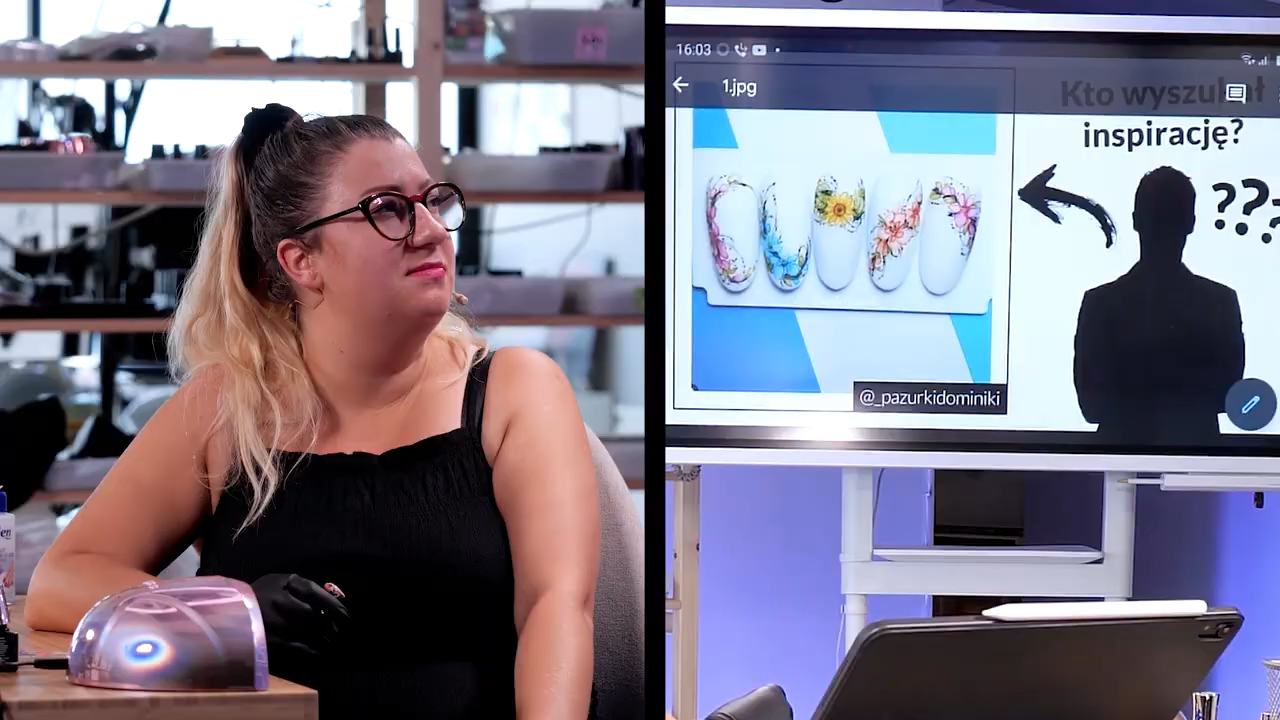 16:03
1.jpg
Kto wyszukał
inspirację?
???
@_pazurkidominiki